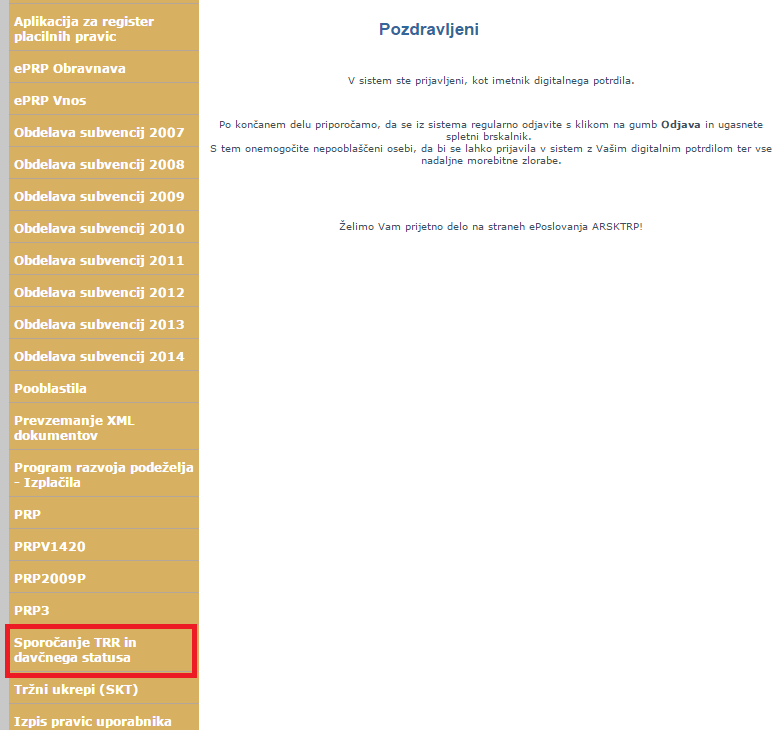 Aplikacija za register
placilnih pravic
ePRP Obravnava
ePRP Vnos
Obdelava subvencij 2007
Obdelava subvencij 2008
Obdelava subvencij 2009
Obdelava subvencij 2010
Obdelava subvencij 2011
Obdelava subvencij 2012
Obdelava subvencij 2013
Obdelava subvencij 2014
Pooblastila
Prevzemanje XML
dokumentov
Program razvoja podeželja
- Izplačila
PRP
PRPV1420
PRP2009P
PRP3
Sporočanje TRR in
davčnega statusa
Tržni ukrepi (SKT)
Izpis pravic uporabnika
Pozdravljeni
V sistem ste prijavljeni, kot imetnik digitalnega potrdila.
Po končanem delu priporočamo, da se iz sistema regularno odjavite s klikom na gumb Odjava in ugasnete
spletni brskalnik.
S tem onemogočite nepooblaščeni osebi, da bi se lahko prijavila v sistem z Vašim digitalnim potrdilom ter vse
nadaljne morebitne zlorabe.
Želimo Vam prijetno delo na straneh ePoslovanja ARSKTRP!